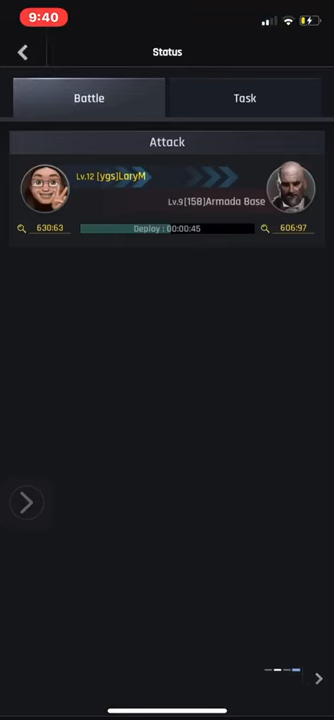 9:40
Status
Battle
Task
Attack
Lv.12 [ygs]LaryM
Lv.9[158]Armada Base
630:63
Deploy : 00:00:45
606:97